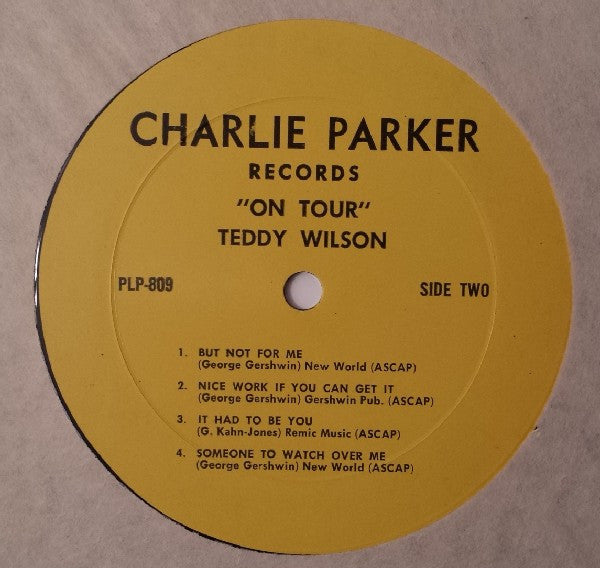 CHARLIE PARKER
RECORDS
"ON TOUR"
TEDDY WILSON
PLP-809
SIDE TWO
1. BUT NOT FOR ME
(George Gershwin) New World (ASCAP)
2. NICE WORK IF YOU CAN GET IT
(George Gershwin) Gershwin Pub. (ASCAP)
3. IT HAD TO BE YOU
(G. Kahn-Jones) Remic Music (ASCAP)
4. SOMEONE TO WATCH OVER ME
(George Gershwin) New World (ASCAP)